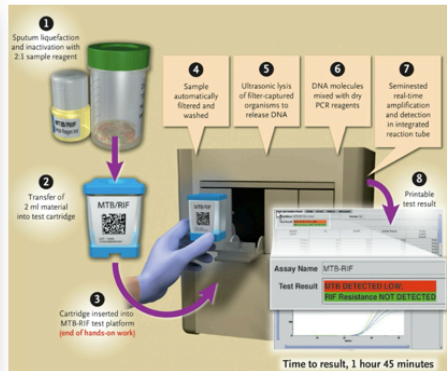 1
Sputum liquefaction
and inactivation with
2:1 sample reagent
MTB/RIF
2
Transfer of
2 ml material
into test cartridge
MTB/RIF
3
Cartridge inserted into
MTB-RIF test platform
(end of hands-on work)
4
Sample
automatically
filtered and
washed
5
Ultrasonic lysis
of filter-captured
organisms to
release DNA
6
DNA molecules
mixed with dry
PCR reagents
7
Seminested
real-time
amplification
and detection
in integrated
reaction tube
MTB/RIF
8
Printable
test result
Assay Name MTB-RIF
Test Result MTB DETECTED LOW;
RIF Resistance NOT DETECTED
Time to result, 1 hour 45 minutes